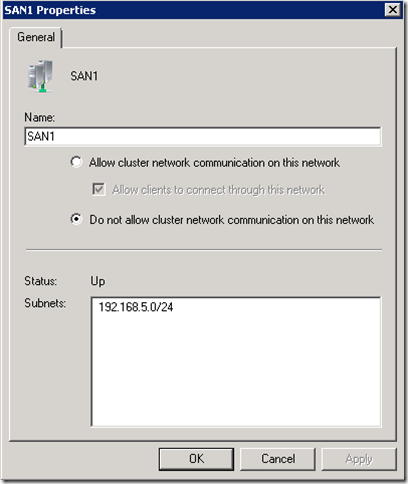 SAN1 Properties
General
SAN1
Name:
SAN1
Allow cluster network communication on this network
Allow clients to connect through this network
Do not allow cluster network communication on this network
Status: Up
Subnets:
192.168.5.0/24
OK Cancel Apply